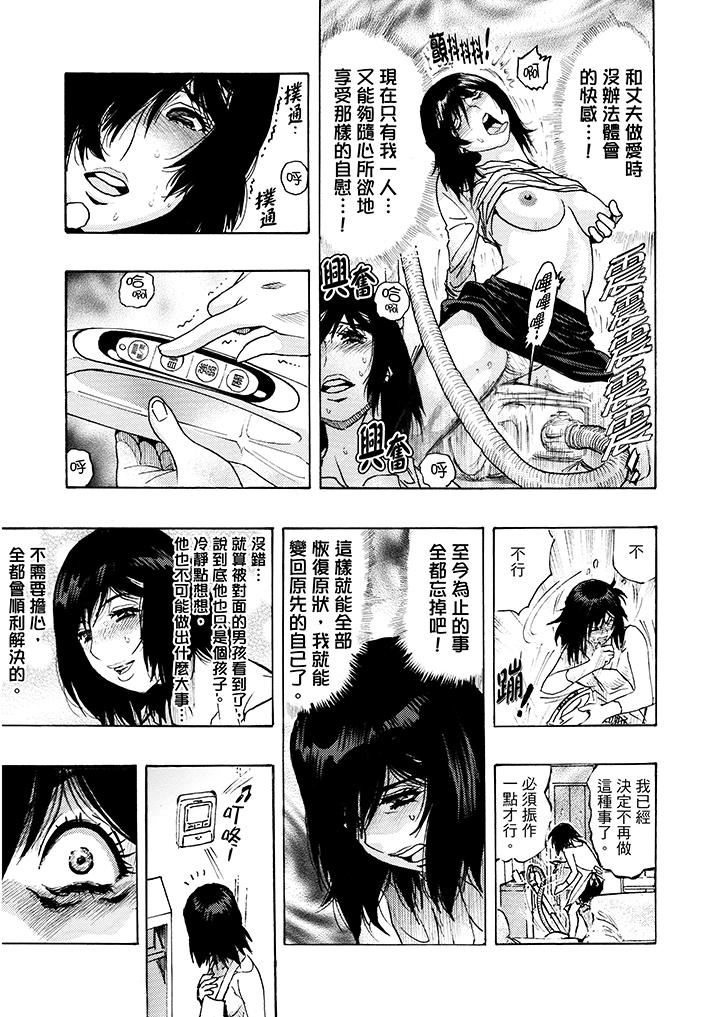 和丈夫做愛時
沒辦法體會
的快感…!
現在只有我一人…
又能夠隨心所欲地
享受那樣的自慰…!
顫抖抖抖!
啊
嗶嗶嗶…
震震震震震
興奮
哈啊
興奮
呼
撲通…
呼
撲通
哈啊
呼
不
不行
蹦!
我已經
決定不再做
這種事了。
必須振作
一點才行。
至今為止的事
全都忘掉吧!
這樣就能全部
恢復原狀,我就能
變回原先的自己了。
沒錯…
就算被對面的男孩看到了,
說到底他也只是個孩子。
冷靜點想想。
他也不可能做出什麼大事…
不需要擔心,
全都會順利解決的。
叮咚